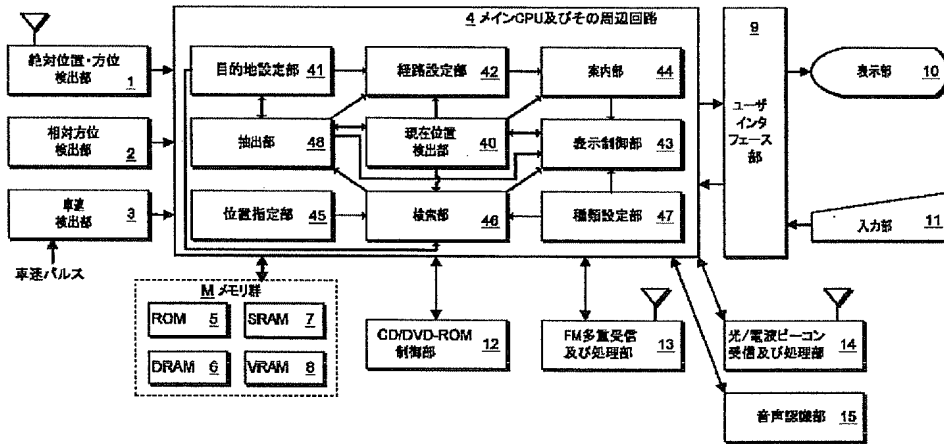 4 メインCPU及びその周辺回路
絶対位置・方位
検出部 1
相対方位
検出部 2
車速
検出部 3
車速パルス
目的地設定部 41
経路設定部 42
案内部 44
抽出部 48
現在位置
検出部 40
表示制御部 43
位置指定部 45
検索部 46
種類設定部 47
9
ユーザ
インタ
フェース
部
表示部 10
入力部 11
M メモリ群
ROM 5
SRAM 7
DRAM 6
VRAM 8
CD/DVD-ROM
制御部 12
FM多重受信
及び処理部 13
光/電波ビーコン
受信及び処理部 14
音声認識部 15